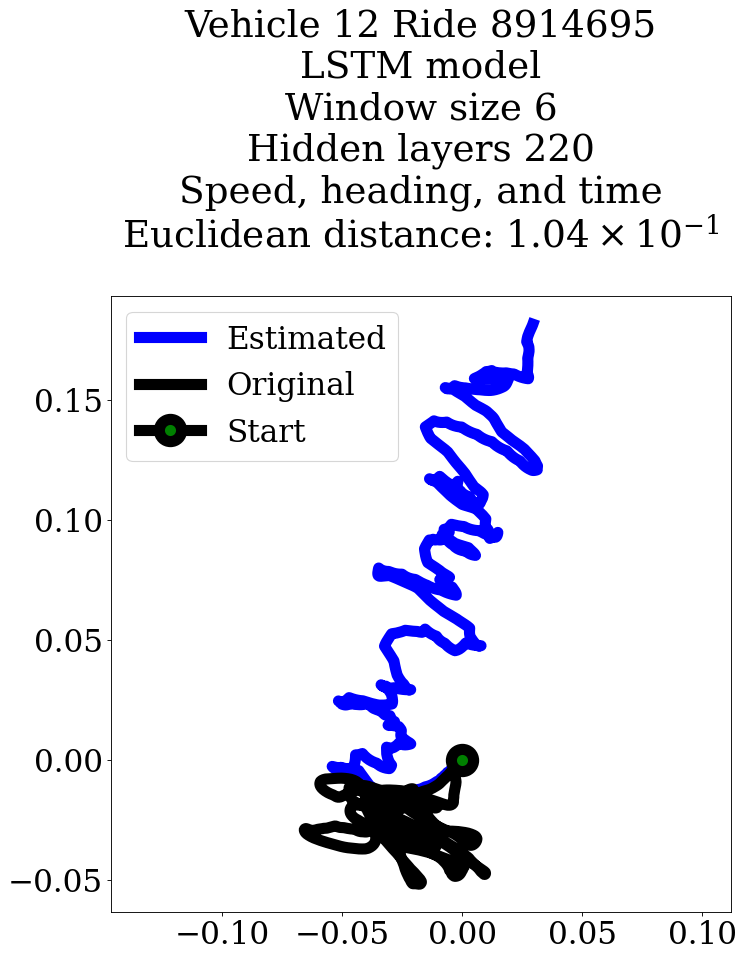 Vehicle 12 Ride 8914695
LSTM model
Window size 6
Hidden layers 220
Speed, heading, and time
Euclidean distance: 1.04 × 10⁻¹
Estimated
Original
Start
0.15
0.10
0.05
0.00
−0.05
−0.10
−0.05
0.00
0.05
0.10